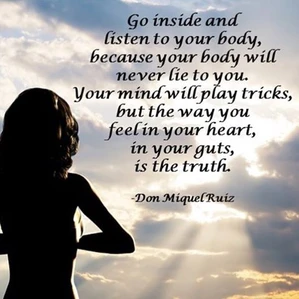 Go inside and
listen to your body,
because your body will
never lie to you.
Your mind will play tricks,
but the way you
feel in your heart,
in your guts,
is the truth.
-Don Miquel Ruiz